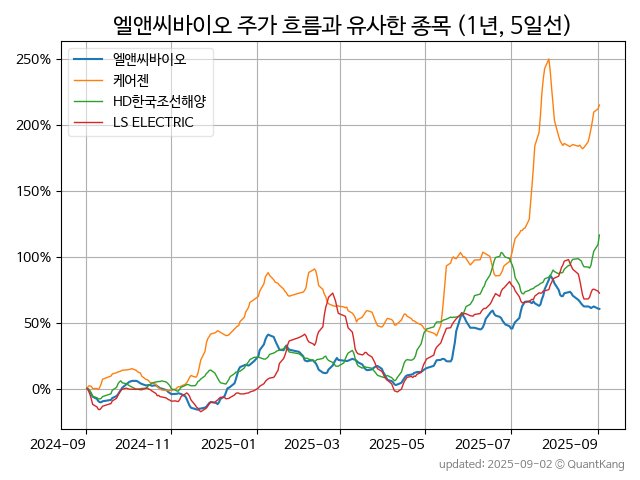 엘앤씨바이오 주가 흐름과 유사한 종목 (1년, 5일선)
엘앤씨바이오
케어젠
HD한국조선해양
LS ELECTRIC
250%
200%
150%
100%
50%
0%
2024-09 2024-11 2025-01 2025-03 2025-05 2025-07 2025-09
updated: 2025-09-02 © QuantKang